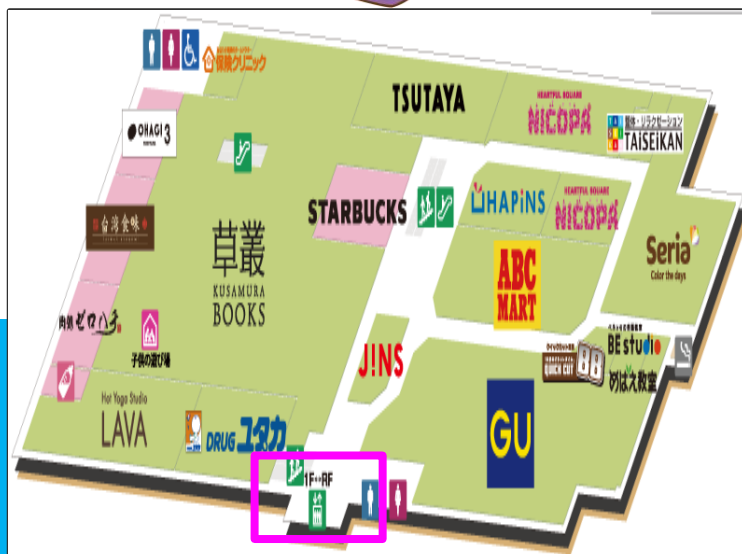 保険クリニック
TSUTAYA
HEARTFUL SQUARE
NICOPA
整体・リラクゼーション
TAiSEiKAN
OHAGI 3
STARBUCKS
HAPiNS
HEARTFUL SQUARE
NICOPA
台湾食味
草叢
KUSAMURA
BOOKS
ABC
MART
Seria
Color the days
肉処 ゼロハチ
子供の遊び場
J!NS
QUICK CUT BB
BE studio
めばえ教室
Hot Yoga Studio
LAVA
DRUG ユタカ
GU
1F↔RF